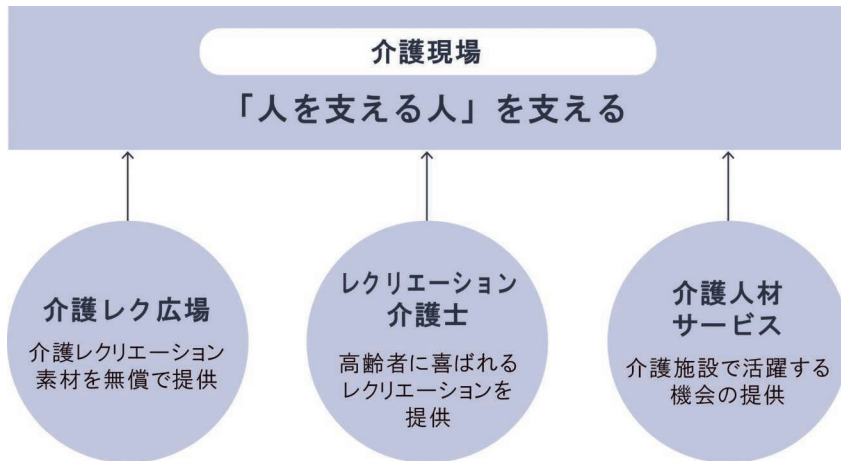 介護現場
「人を支える人」を支える
介護レク広場
介護レクリエーション
素材を無償で提供
レクリエーション
介護士
高齢者に喜ばれる
レクリエーションを
提供
介護人材
サービス
介護施設で活躍する
機会の提供